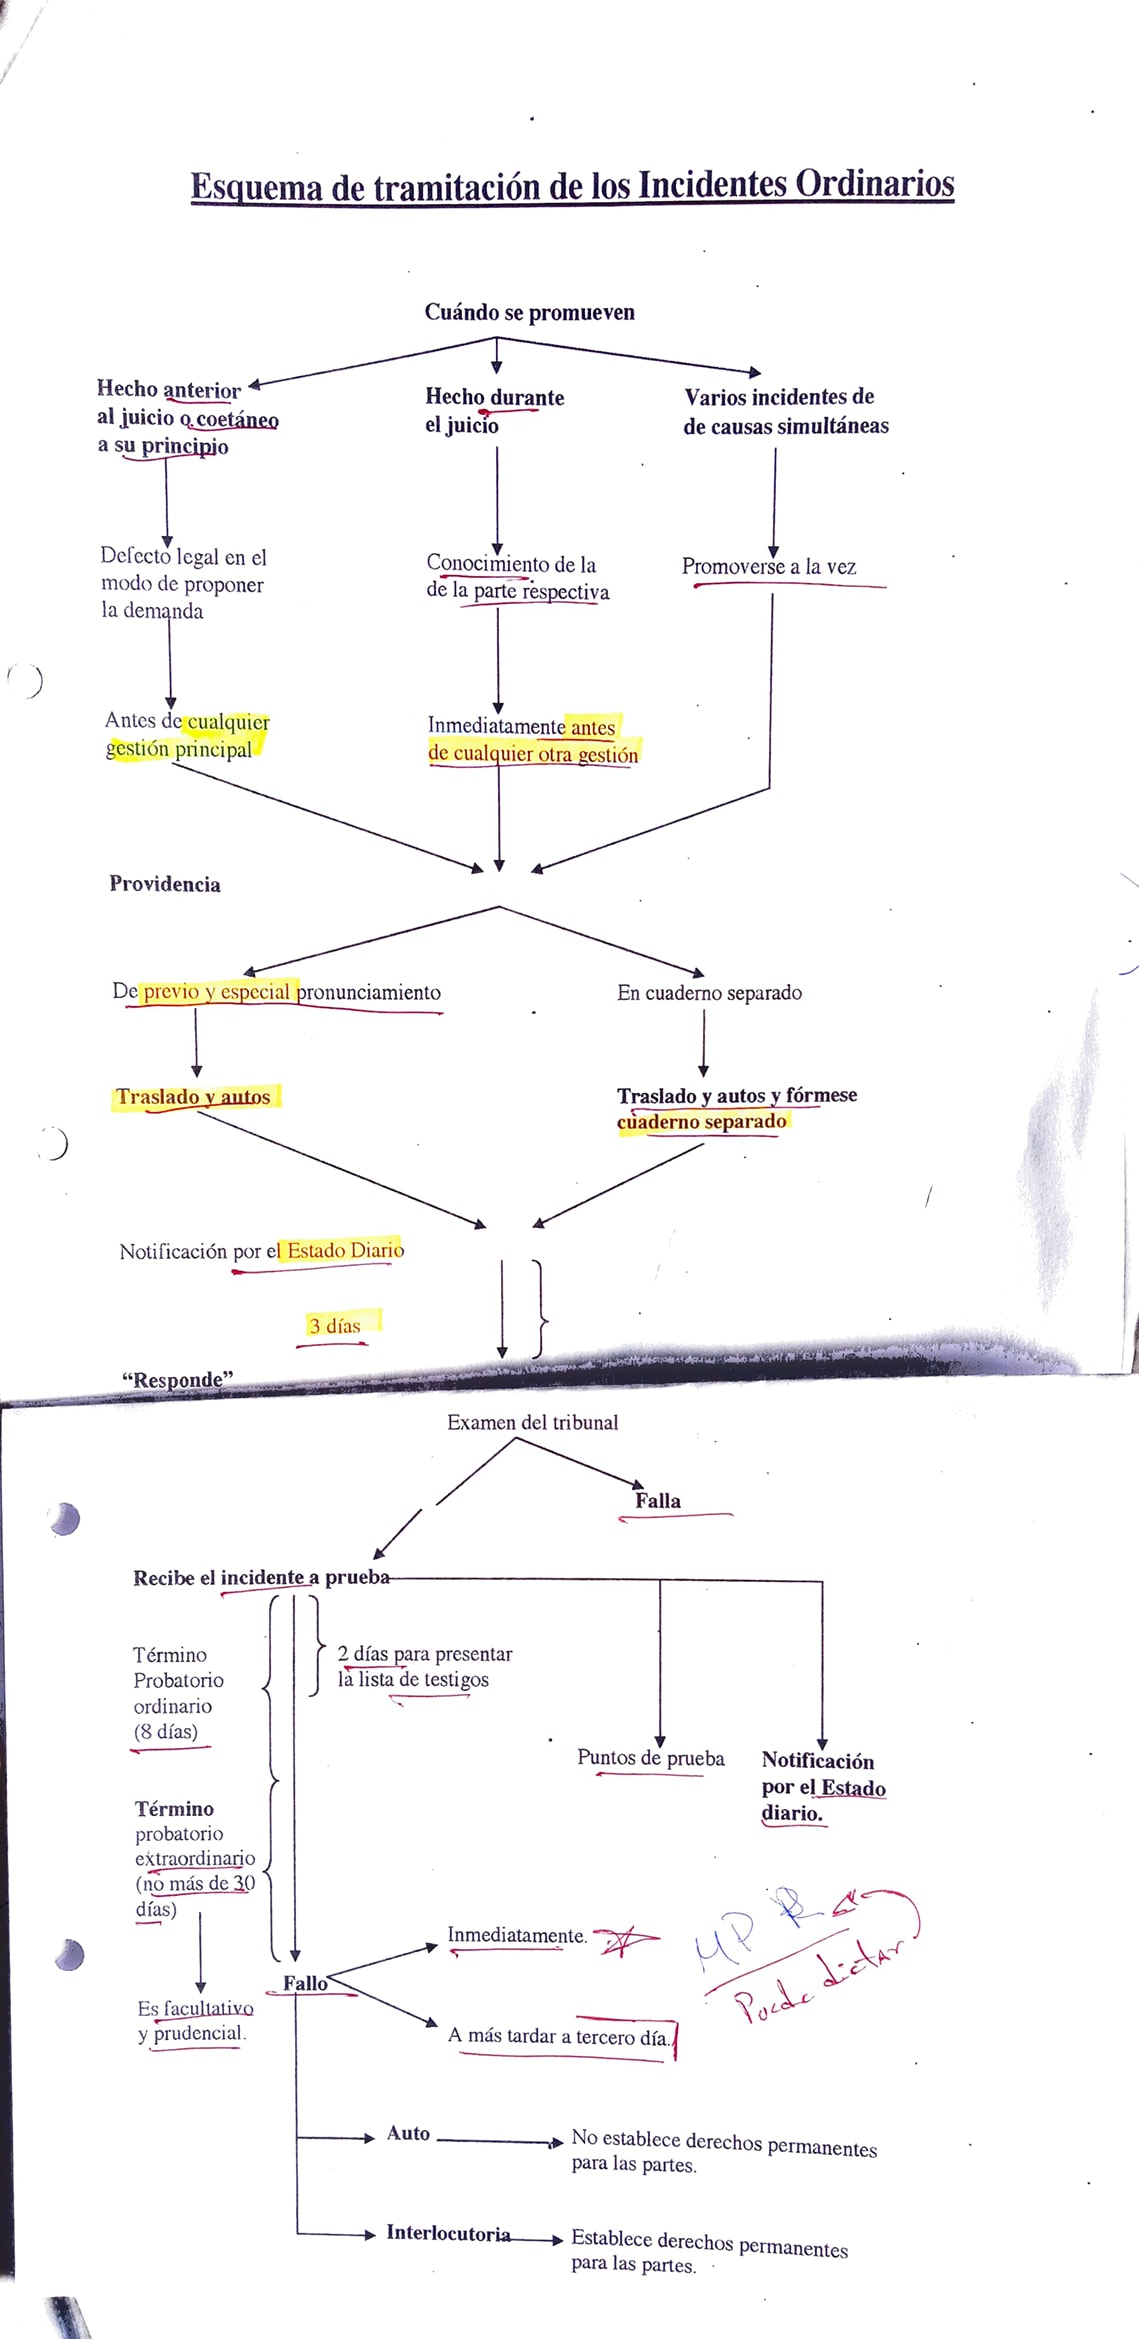 Esquema de tramitación de los Incidentes Ordinarios
Cuándo se promueven
Hecho anterior
al juicio o coetáneo
a su principio
Hecho durante
el juicio
Varios incidentes de
de causas simultáneas
Defecto legal en el
modo de proponer
la demanda
Conocimiento de la
de la parte respectiva
Promoverse a la vez
Antes de cualquier
gestión principal
Inmediatamente antes
de cualquier otra gestión
Providencia
De previo y especial pronunciamiento
En cuaderno separado
Traslado y autos
Traslado y autos y fórmese
cuaderno separado
Notificación por el Estado Diario
3 días
“Responde”
Examen del tribunal
Falla
Recibe el incidente a prueba
Término
Probatorio
ordinario
(8 días)
2 días para presentar
la lista de testigos
Puntos de prueba
Notificación
por el Estado
diario.
Término
probatorio
extraordinario
(no más de 30
días)
Es facultativo
y prudencial.
Fallo
Inmediatamente.
MPR
Puede dictar
A más tardar a tercero día.
Auto
No establece derechos permanentes
para las partes.
Interlocutoria
Establece derechos permanentes
para las partes.